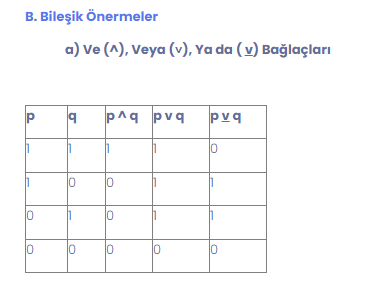 B. Bileşik Önermeler
a) Ve (^), Veya (v), Ya da ( v̲) Bağlaçları
p q p ^ q p v q p v̲ q
1 1 1 1 0
1 0 0 1 1
0 1 0 1 1
0 0 0 0 0